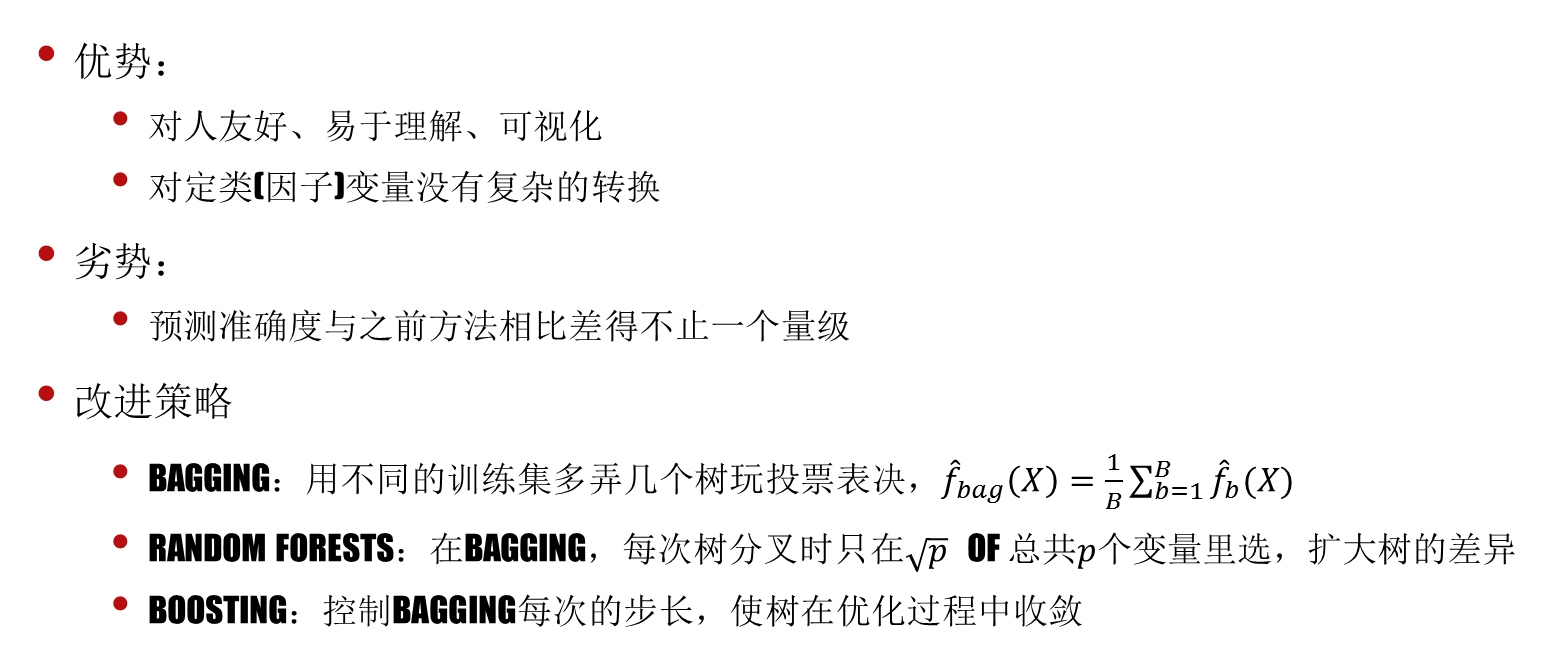 • 优势：
• 对人友好、易于理解、可视化
• 对定类(因子)变量没有复杂的转换
• 劣势：
• 预测准确度与之前方法相比差得不止一个量级
• 改进策略
• BAGGING：用不同的训练集多弄几个树玩投票表决，$\hat{f}_{bag}(X) = \frac{1}{B}\sum_{b=1}^{B}\hat{f}_b(X)$
• RANDOM FORESTS：在BAGGING，每次树分叉时只在$\sqrt{p}$ OF 总共$p$个变量里选，扩大树的差异
• BOOSTING：控制BAGGING每次的步长，使树在优化过程中收敛